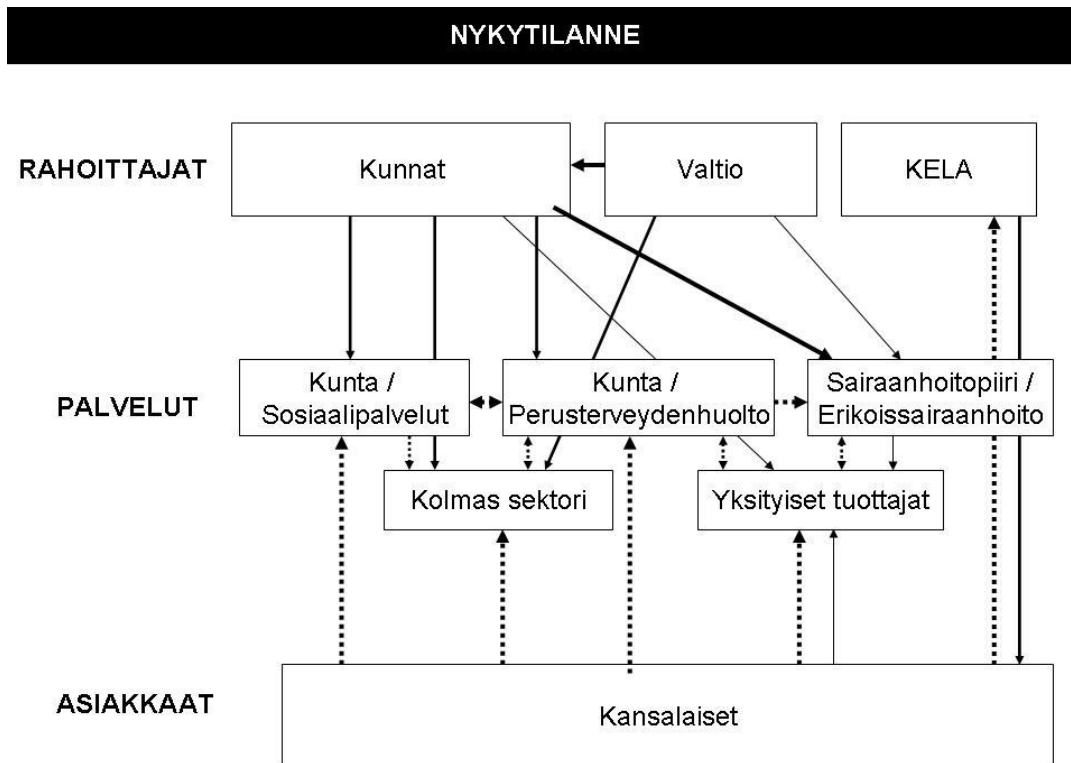 NYKYTILANNE
RAHOITTAJAT
Kunnat
Valtio
KELA
PALVELUT
Kunta /
Sosiaalipalvelut
Kunta /
Perusterveydenhuolto
Sairaanhoitopiiri /
Erikoissairaanhoito
Kolmas sektori
Yksityiset tuottajat
ASIAKKAAT
Kansalaiset